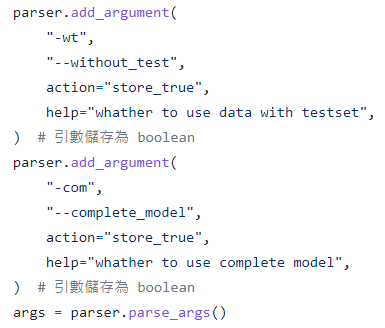 parser.add_argument(
    "-wt",
    "--without_test",
    action="store_true",
    help="whather to use data with testset",
)  # 引數儲存為 boolean
parser.add_argument(
    "-com",
    "--complete_model",
    action="store_true",
    help="whather to use complete model",
)  # 引數儲存為 boolean
args = parser.parse_args()